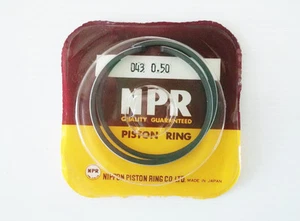 043 0.50
NPR
QUALITY GUARANTEED
PISTON RING
NPR
NIPPON PISTON RING CO.,LTD. MADE IN JAPAN